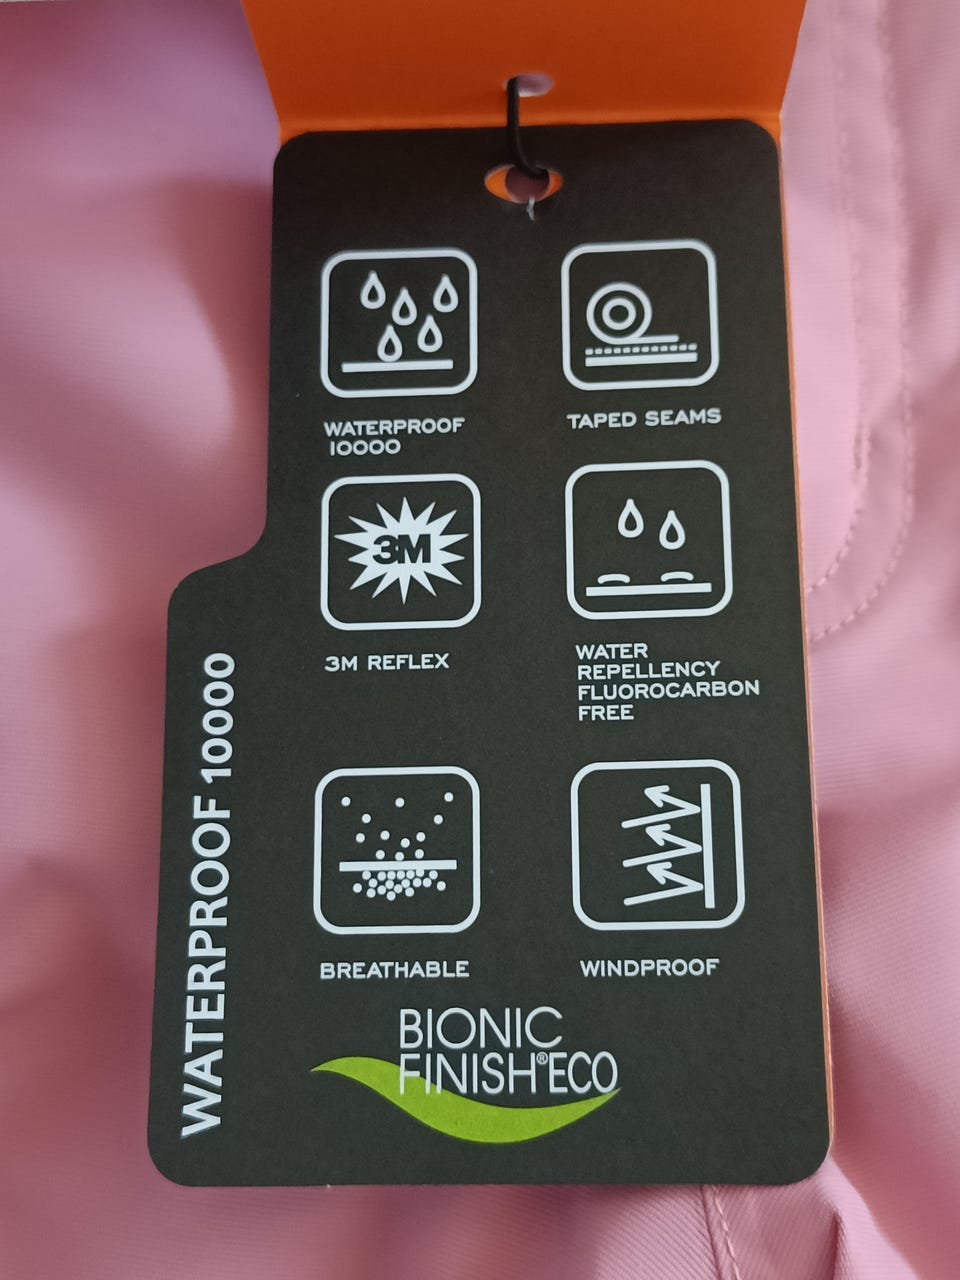 WATERPROOF
10000
TAPED SEAMS
3M
3M REFLEX
WATER
REPELLENCY
FLUOROCARBON
FREE
BREATHABLE
WINDPROOF
WATERPROOF 10000
BIONIC
FINISH®ECO